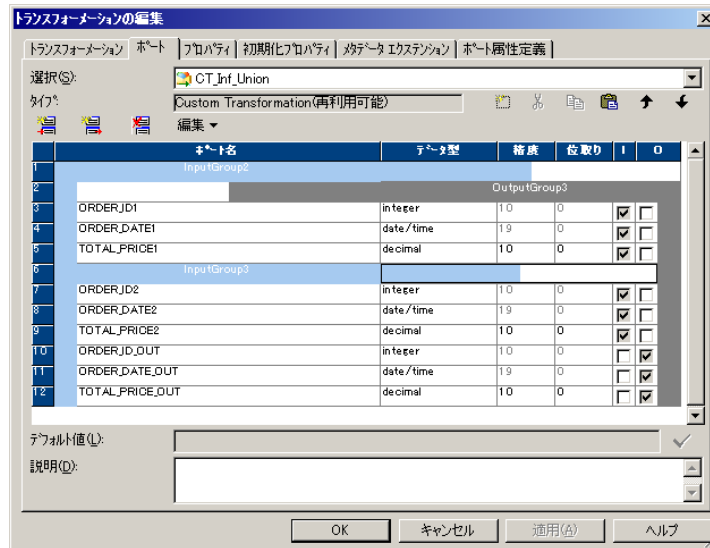 トランスフォーメーションの編集
トランスフォーメーション ポート プロパティ 初期化プロパティ メタデータ エクステンション ポート属性定義
選択(S): CT_Inf_Union
タイプ: Custom Transformation(再利用可能)
編集
ポート名 データ型 精度 位取り I O
1 InputGroup2
2 OutputGroup3
3 ORDER_ID1 integer 10 0
4 ORDER_DATE1 date/time 19 0
5 TOTAL_PRICE1 decimal 10 0
6 InputGroup3
7 ORDER_ID2 integer 10 0
8 ORDER_DATE2 date/time 19 0
9 TOTAL_PRICE2 decimal 10 0
10 ORDER_ID_OUT integer 10 0
11 ORDER_DATE_OUT date/time 19 0
12 TOTAL_PRICE_OUT decimal 10 0
デフォルト値(L):
説明(D):
OK キャンセル 適用(A) ヘルプ